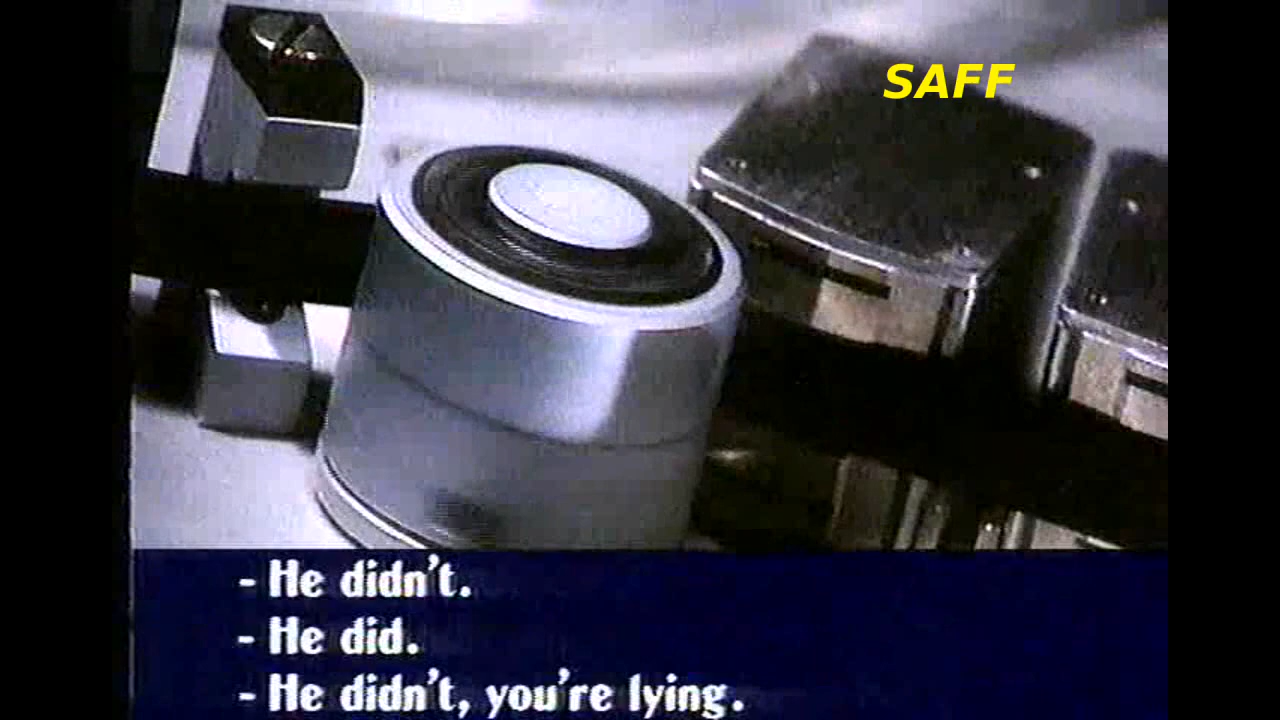 SAFF
- He didn't.
- He did.
- He didn't, you're lying.